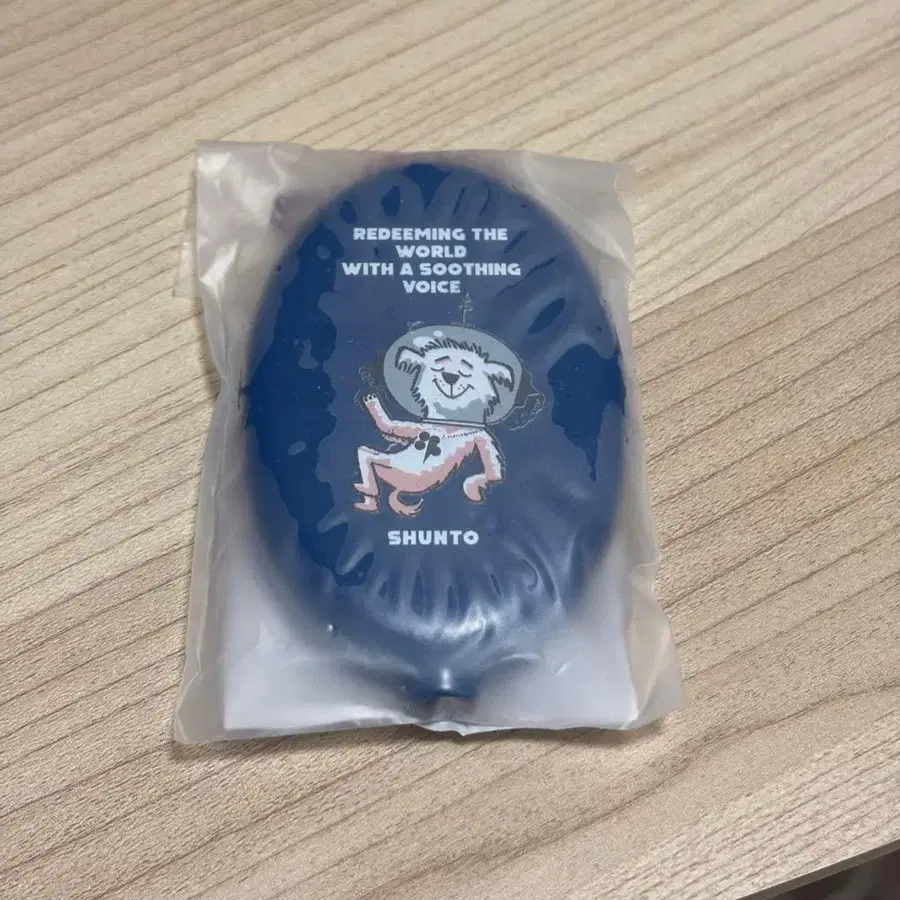 REDEEMING THE
WORLD
WITH A SOOTHING
VOICE
SHUNTO